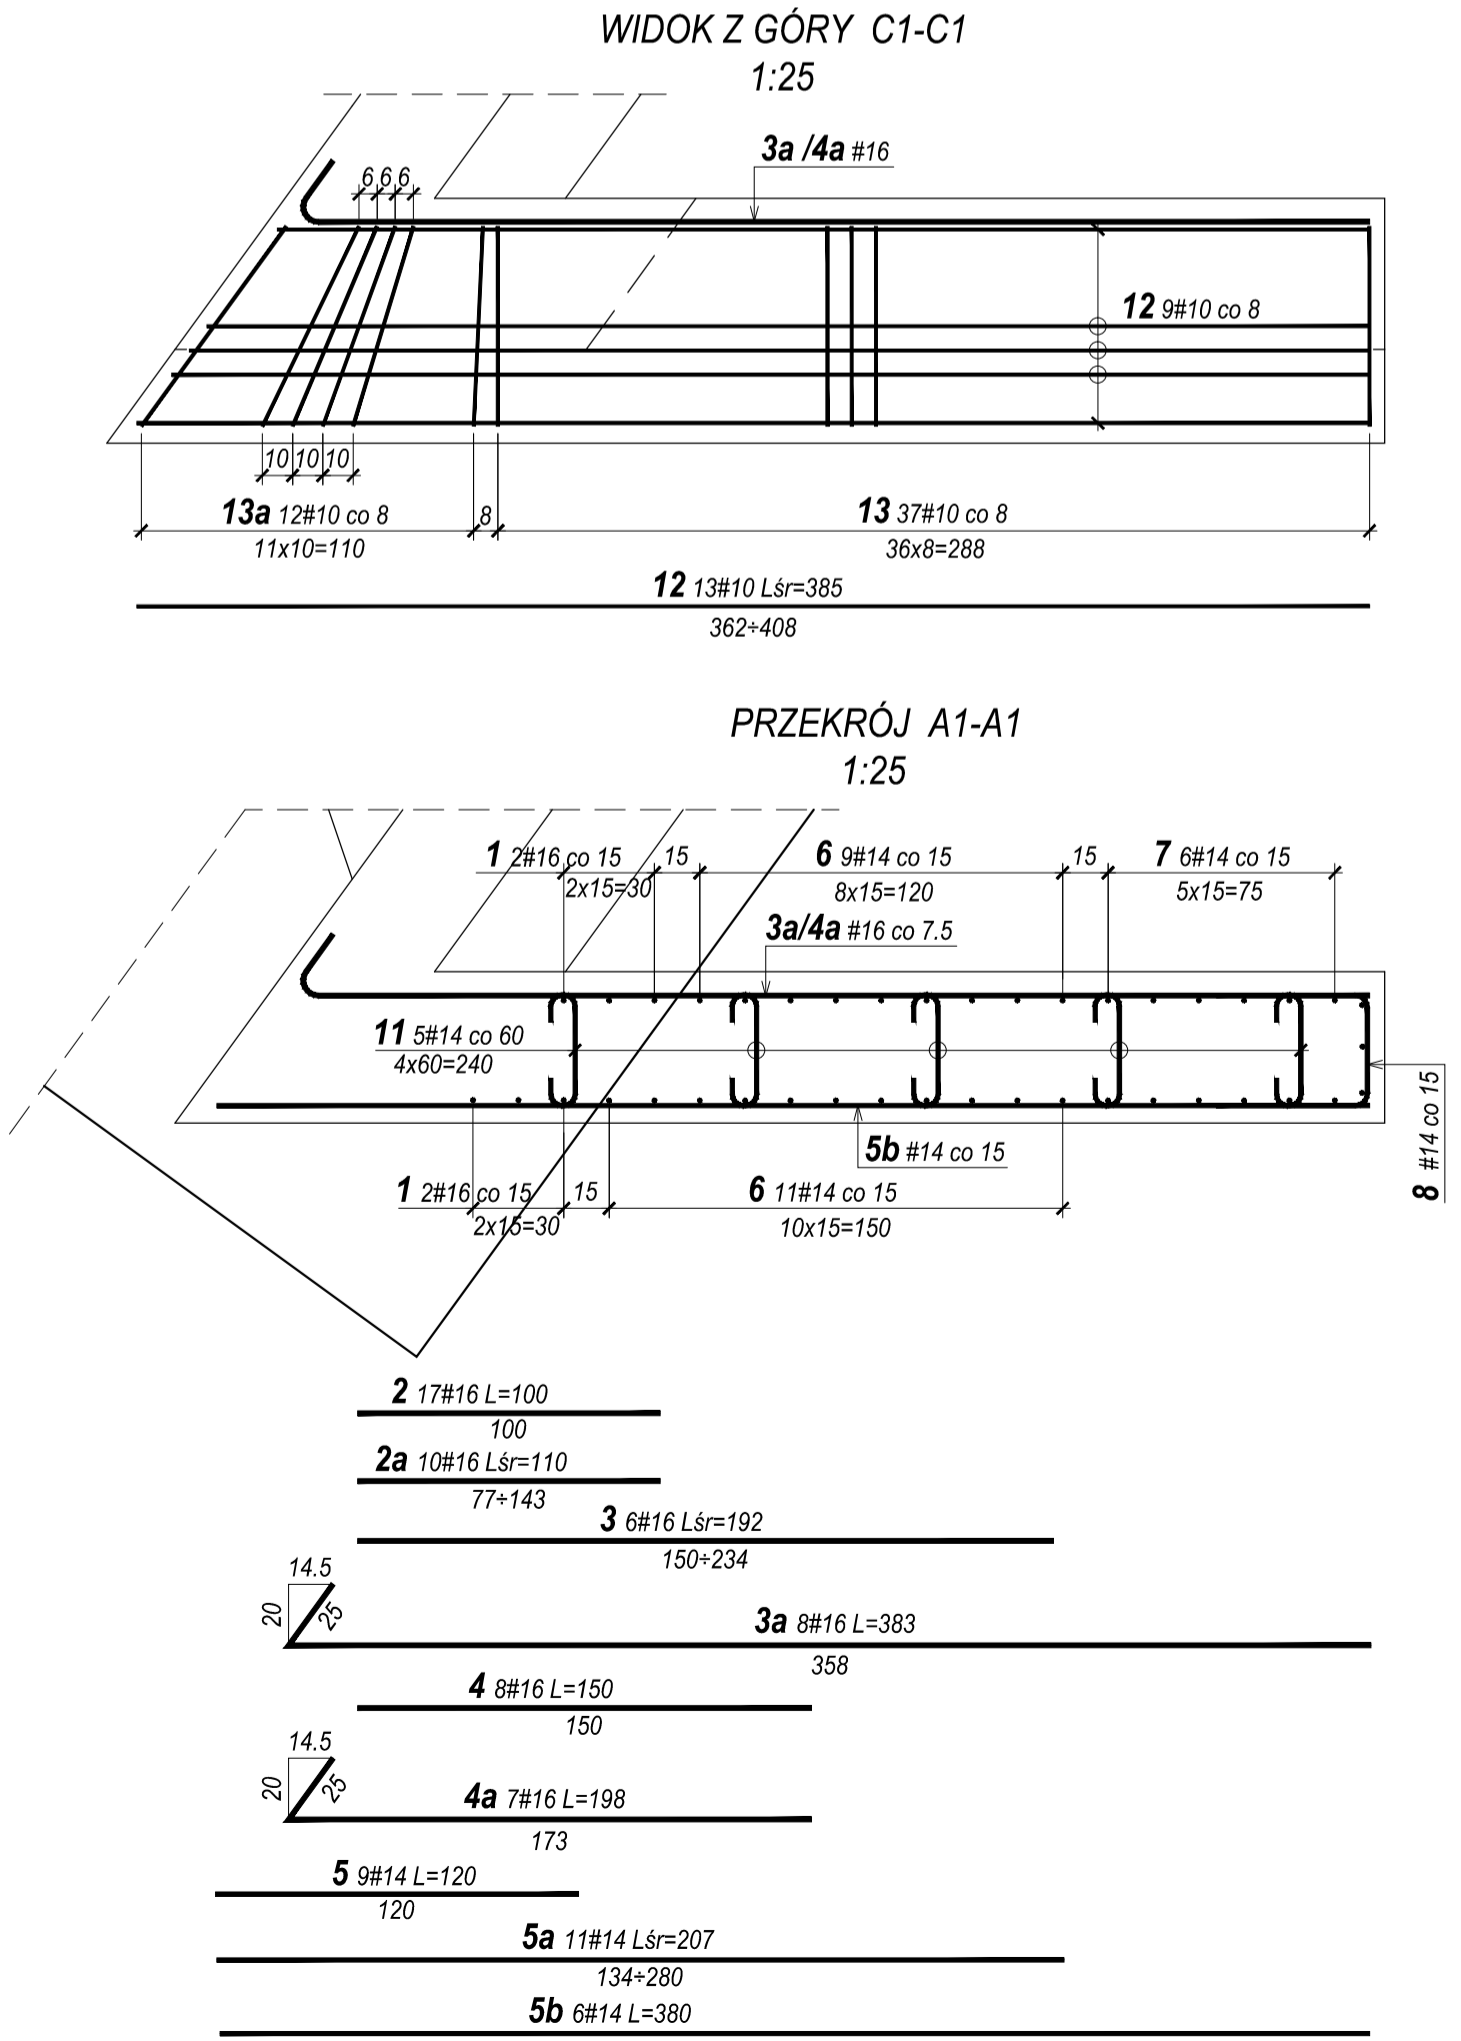 WIDOK Z GÓRY C1-C1
1:25
3a /4a #16
6 6 6
12 9#10 co 8
10 10 10
13a 12#10 co 8
11x10=110
8
13 37#10 co 8
36x8=288
12 13#10 Lśr=385
362÷408
PRZEKRÓJ A1-A1
1:25
1 2#16 co 15
2x15=30
15
6 9#14 co 15
8x15=120
15
7 6#14 co 15
5x15=75
3a/4a #16 co 7.5
11 5#14 co 60
4x60=240
8 #14 co 15
5b #14 co 15
1 2#16 co 15
2x15=30
15
6 11#14 co 15
10x15=150
2 17#16 L=100
100
2a 10#16 Lśr=110
77÷143
3 6#16 Lśr=192
150÷234
14.5
20
25
3a 8#16 L=383
358
4 8#16 L=150
150
14.5
20
25
4a 7#16 L=198
173
5 9#14 L=120
120
5a 11#14 Lśr=207
134÷280
5b 6#14 L=380